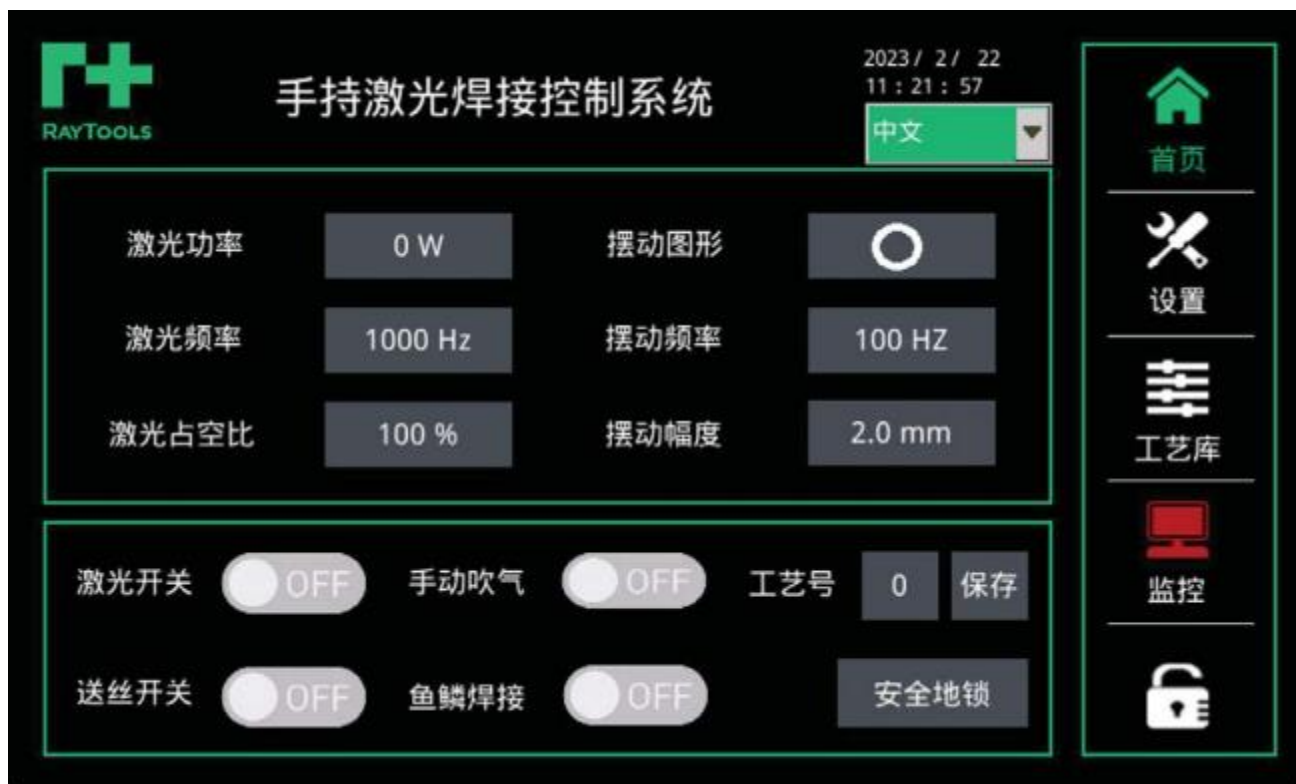 r+
RAYTOOLS
手持激光焊接控制系统
2023 / 2 / 22
11 : 21 : 57
中文
激光功率 0 W 摆动图形
激光频率 1000 Hz 摆动频率 100 HZ
激光占空比 100 % 摆动幅度 2.0 mm
激光开关 OFF 手动吹气 OFF 工艺号 0 保存
送丝开关 OFF 鱼鳞焊接 OFF 安全地锁
首页
设置
工艺库
监控